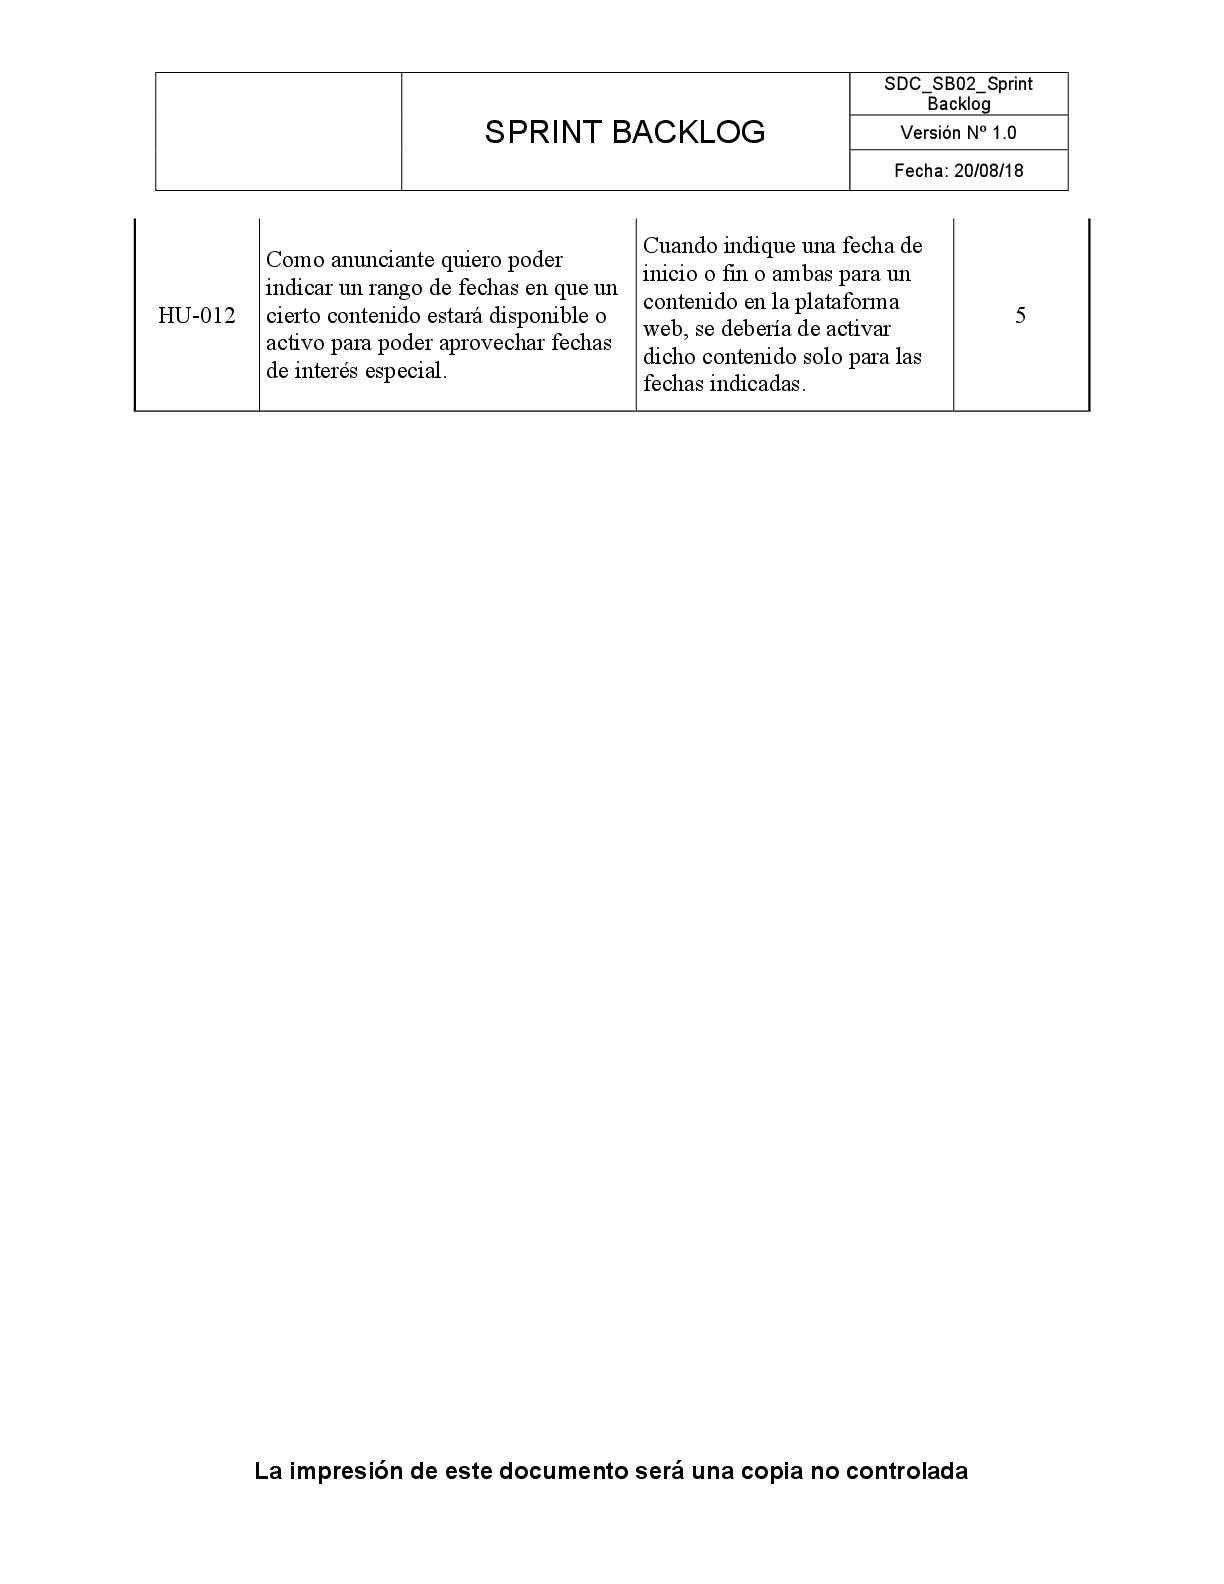 SPRINT BACKLOG
SDC_SB02_Sprint
Backlog
Versión Nº 1.0
Fecha: 20/08/18
HU-012
Como anunciante quiero poder
indicar un rango de fechas en que un
cierto contenido estará disponible o
activo para poder aprovechar fechas
de interés especial.
Cuando indique una fecha de
inicio o fin o ambas para un
contenido en la plataforma
web, se debería de activar
dicho contenido solo para las
fechas indicadas.
5
La impresión de este documento será una copia no controlada